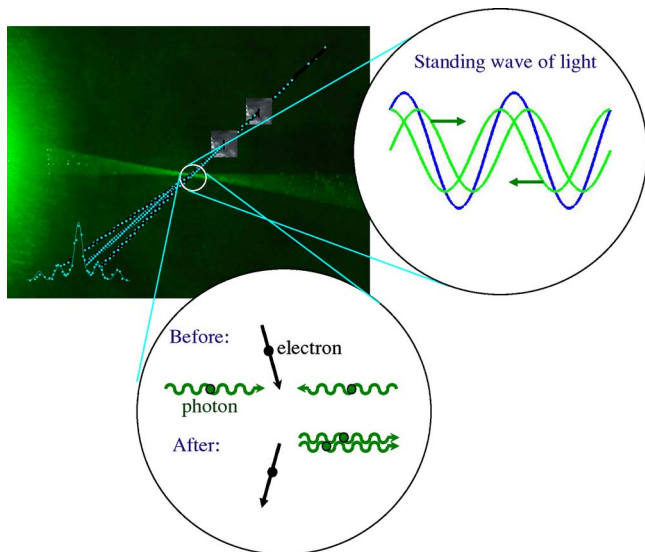 Standing wave of light
Before:
electron
photon
After: